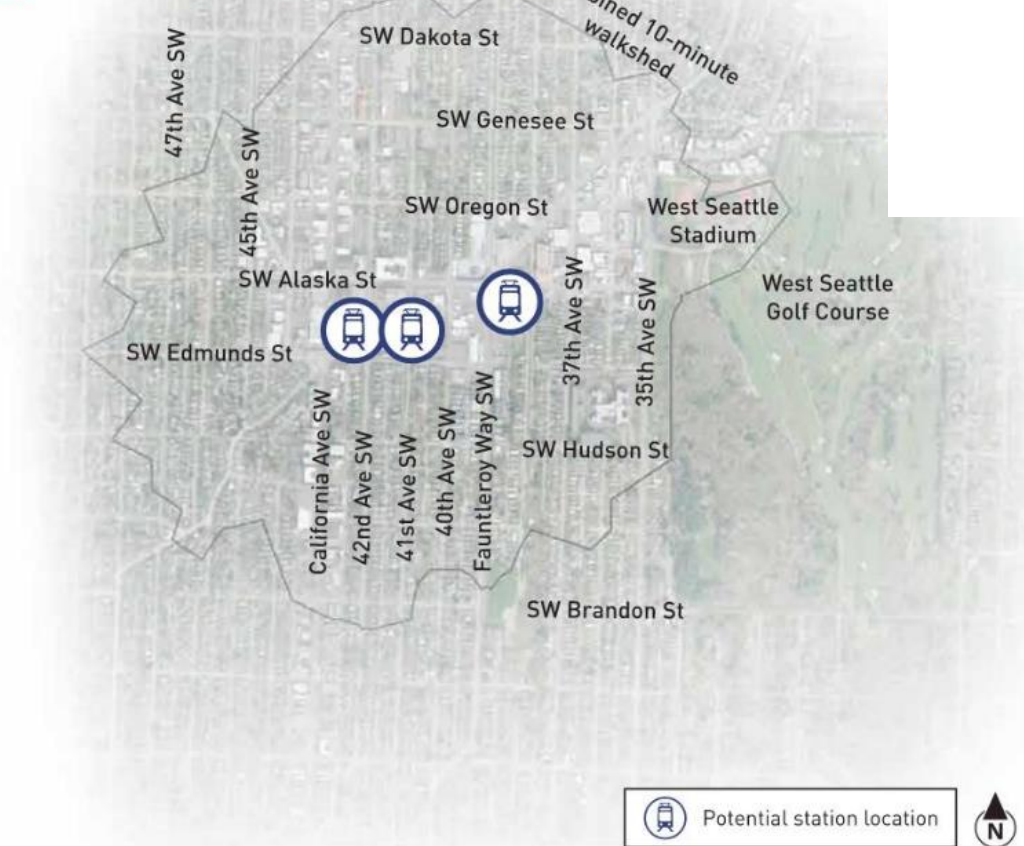 10-minute
walkshed
SW Dakota St
47th Ave SW
SW Genesee St
45th Ave SW
SW Oregon St
West Seattle
Stadium
SW Alaska St
37th Ave SW
35th Ave SW
West Seattle
Golf Course
SW Edmunds St
California Ave SW
42nd Ave SW
41st Ave SW
40th Ave SW
Fauntleroy Way SW
SW Hudson St
SW Brandon St
Potential station location
N